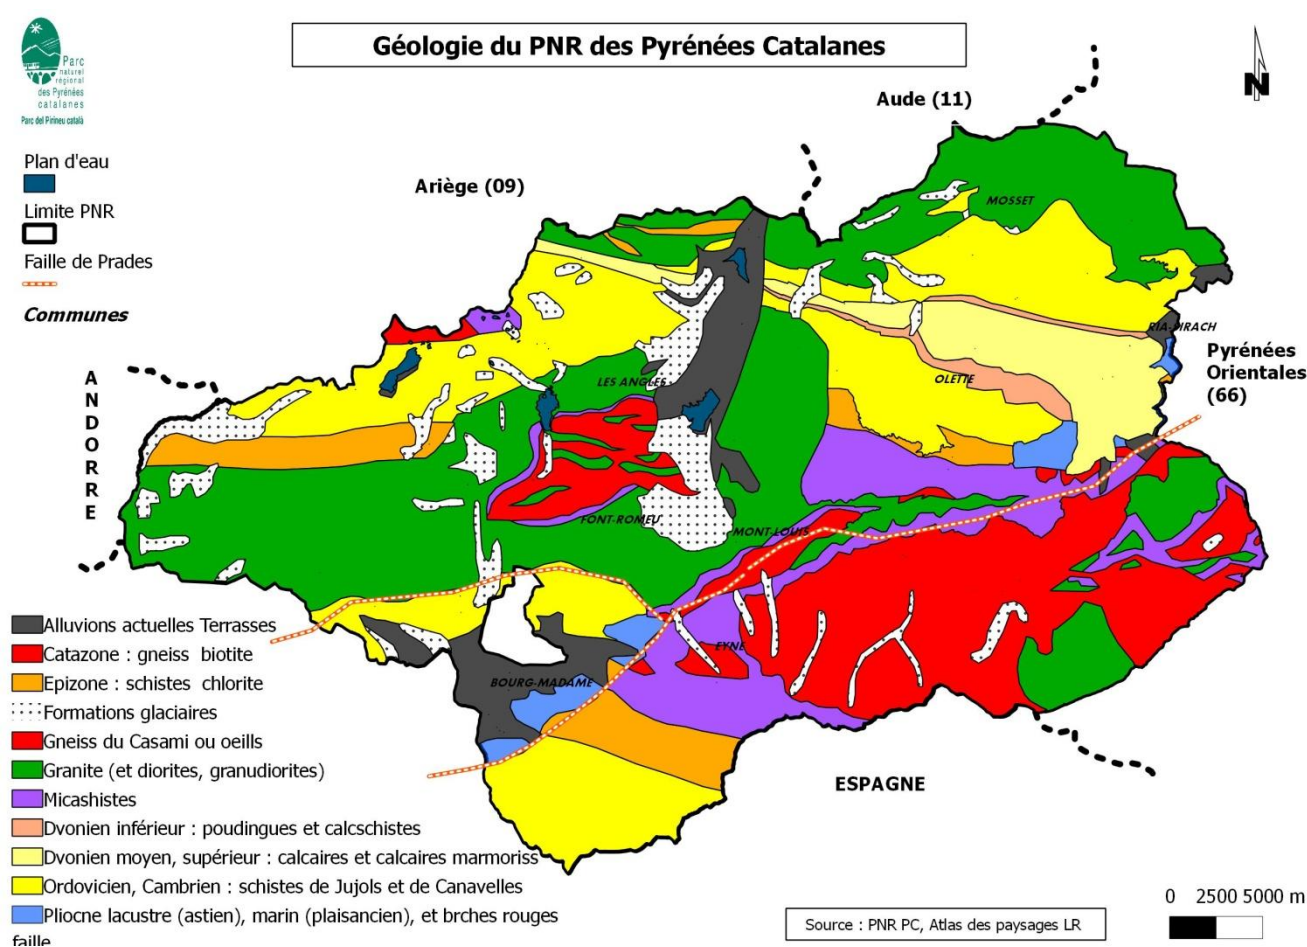 Géologie du PNR des Pyrénées Catalanes
Parc
naturel
régional
des Pyrénées
catalanes
Parc del Pirineu català
N
Aude (11)
Ariège (09)
Plan d'eau
Limite PNR
Faille de Prades
Communes
ANDORRE
MOSSET
RIA-SIRACH
Pyrénées
Orientales
(66)
LES ANGLES
OLETTE
FONT-ROMEU
MONT-LOUIS
EYNE
BOURG-MADAME
ESPAGNE
Alluvions actuelles Terrasses
Catazone : gneiss biotite
Epizone : schistes chlorite
Formations glaciaires
Gneiss du Casami ou oeills
Granite (et diorites, granudiorites)
Micashistes
Dvonien inférieur : poudingues et calcschistes
Dvonien moyen, supérieur : calcaires et calcaires marmoriss
Ordovicien, Cambrien : schistes de Jujols et de Canavelles
Pliocne lacustre (astien), marin (plaisancien), et brches rouges
faille
0 2500 5000 m
Source : PNR PC, Atlas des paysages LR